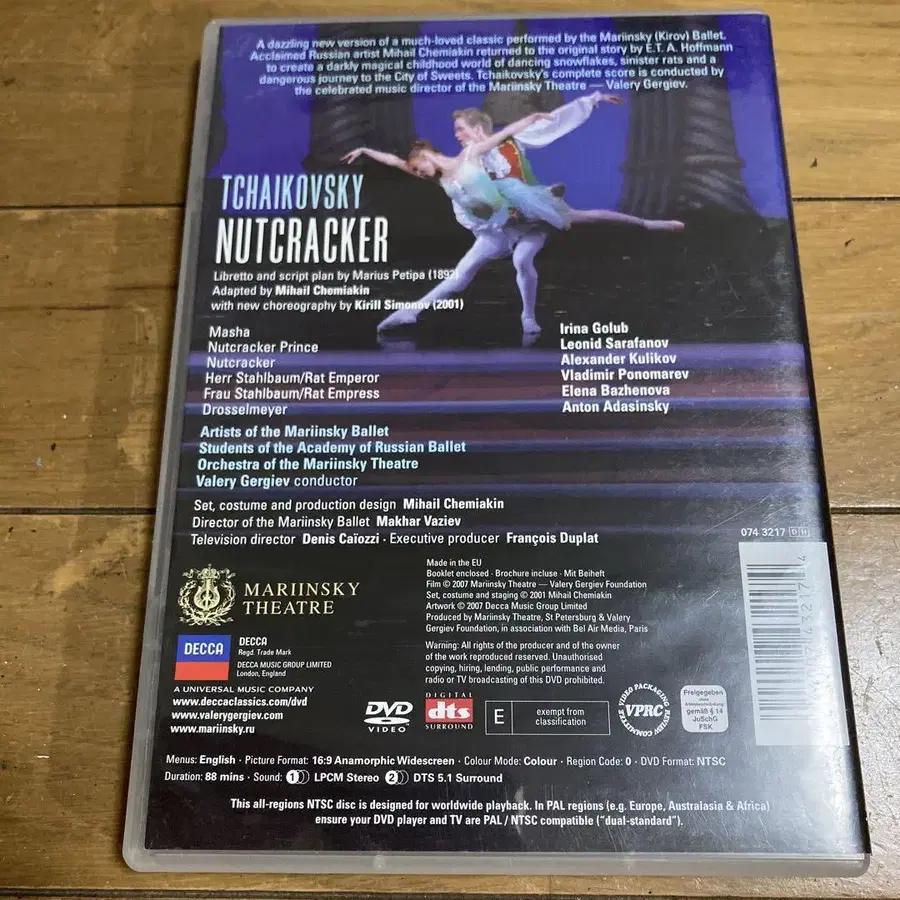 A dazzling new version of a much-loved classic performed by the Mariinsky (Kirov) Ballet.
Acclaimed Russian artist Mihail Chemiakin returned to the original story by E.T. A. Hoffmann
to create a darkly magical childhood world of dancing snowflakes, sinister rats and a
dangerous journey to the City of Sweets. Tchaikovsky's complete score is conducted by
the celebrated music director of the Mariinsky Theatre — Valery Gergiev.
TCHAIKOVSKY
NUTCRACKER
Libretto and script plan by Marius Petipa (1892)
Adapted by Mihail Chemiakin
with new choreography by Kirill Simonov (2001)
Masha Irina Golub
Nutcracker Prince Leonid Sarafanov
Nutcracker Alexander Kulikov
Herr Stahlbaum/Rat Emperor Vladimir Ponomarev
Frau Stahlbaum/Rat Empress Elena Bazhenova
Drosselmeyer Anton Adasinsky
Artists of the Mariinsky Ballet
Students of the Academy of Russian Ballet
Orchestra of the Mariinsky Theatre
Valery Gergiev conductor
Set, costume and production design Mihail Chemiakin
Director of the Mariinsky Ballet Makhar Vaziev
Television director Denis Caïozzi · Executive producer François Duplat
074 3217 DH
MARIINSKY
THEATRE
Made in the EU
Booklet enclosed · Brochure incluse · Mit Beiheft
Film © 2007 Mariinsky Theatre — Valery Gergiev Foundation
Set, costume and staging © 2001 Mihail Chemiakin
Artwork © 2007 Decca Music Group Limited
Produced by Mariinsky Theatre, St Petersburg & Valery
Gergiev Foundation, in association with Bel Air Media, Paris
Warning: All rights of the producer and of the owner
of the work reproduced reserved. Unauthorised
copying, hiring, lending, public performance and
radio or TV broadcasting of this DVD prohibited.
DECCA
DECCA
Regd. Trade Mark
DECCA MUSIC GROUP LIMITED
London, England
A UNIVERSAL MUSIC COMPANY
www.deccaclassics.com/dvd
www.valerygergiev.com
www.mariinsky.ru
DVD
VIDEO
DIGITAL
dts
SURROUND
E
exempt from
classification
VIDEO PACKAGING REVIEW COMMITTEE
VPRC
Freigegeben
gemäß § 14
JuSchG
FSK
Menus: English · Picture Format: 16:9 Anamorphic Widescreen · Colour Mode: Colour · Region Code: 0 · DVD Format: NTSC
Duration: 88 mins · Sound: 1 LPCM Stereo 2 DTS 5.1 Surround
This all-regions NTSC disc is designed for worldwide playback. In PAL regions (e.g. Europe, Australasia & Africa)
ensure your DVD player and TV are PAL / NTSC compatible ("dual-standard").